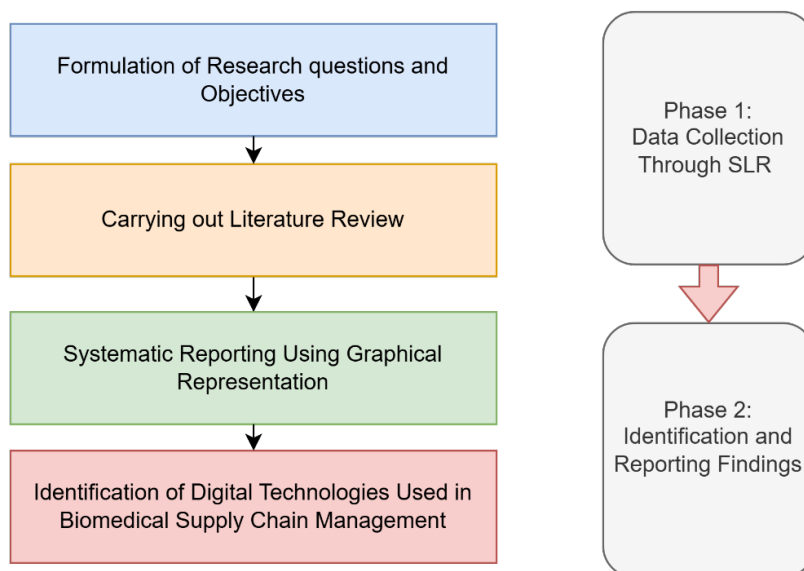 Formulation of Research questions and
Objectives
Carrying out Literature Review
Systematic Reporting Using Graphical
Representation
Identification of Digital Technologies Used in
Biomedical Supply Chain Management
Phase 1:
Data Collection
Through SLR
Phase 2:
Identification and
Reporting Findings